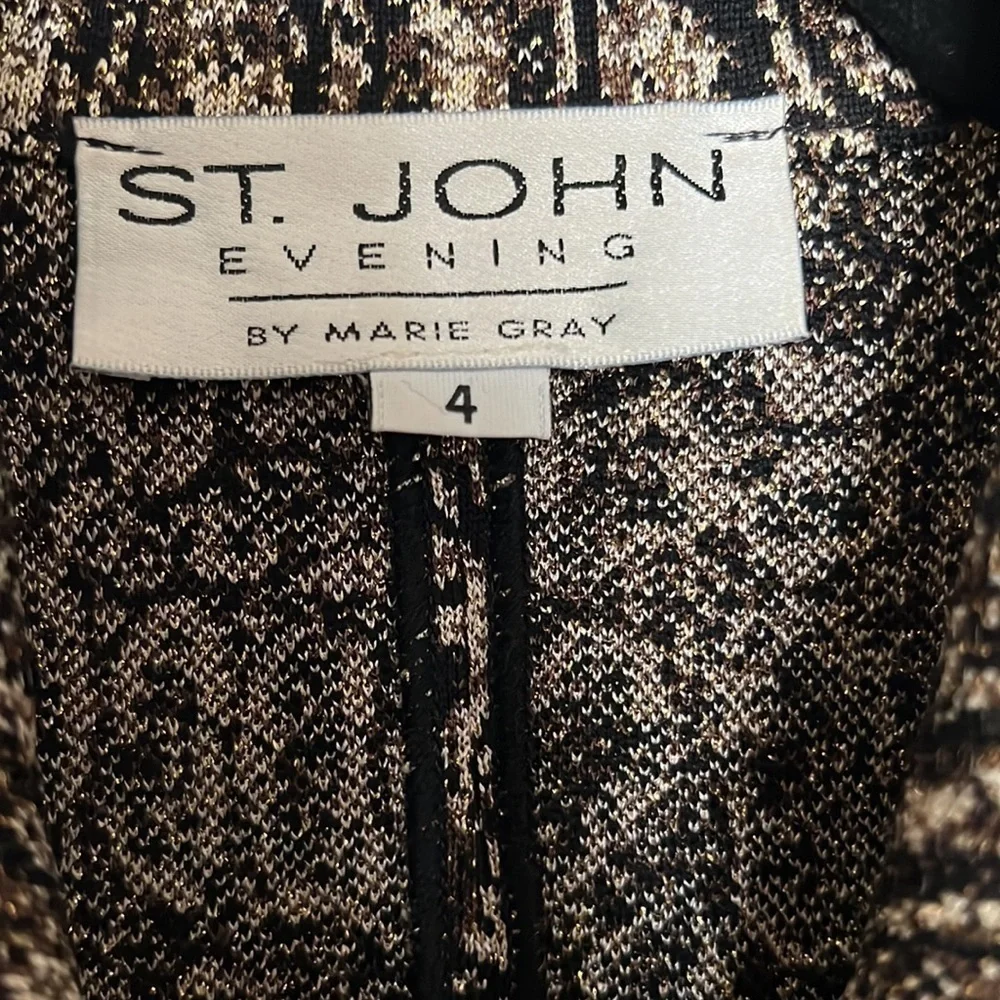 ST. JOHN
EVENING
BY MARIE GRAY
4